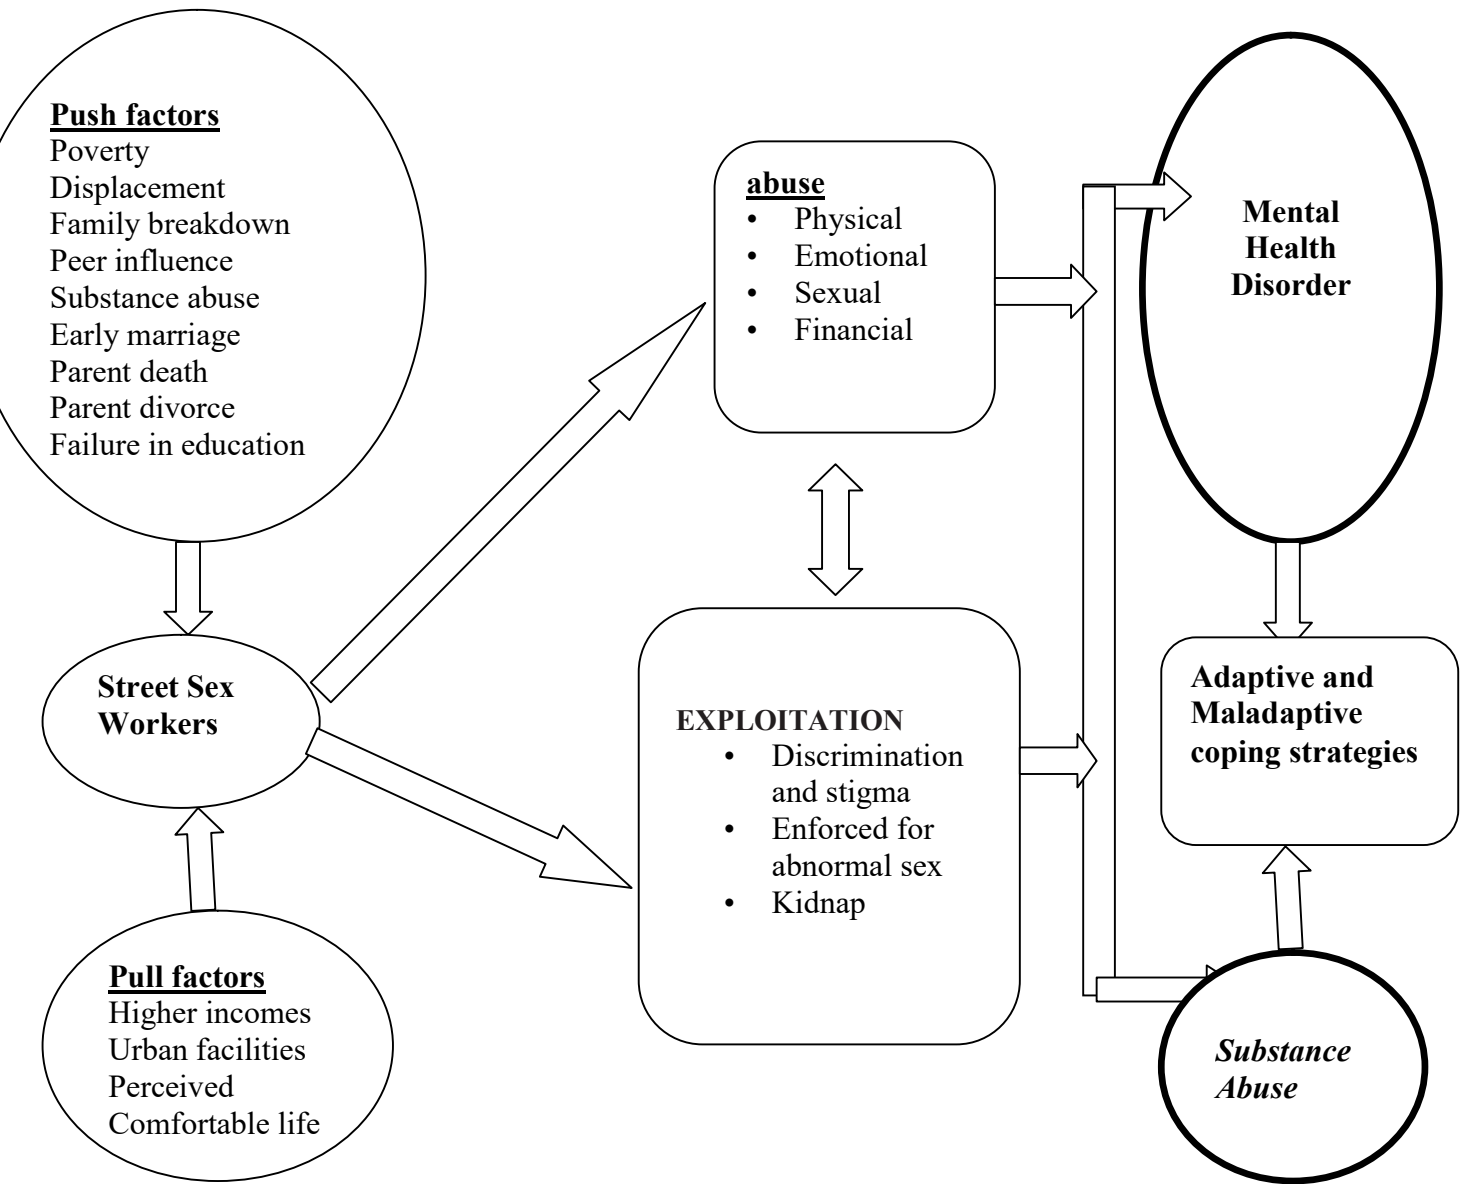 Push factors
Poverty
Displacement
Family breakdown
Peer influence
Substance abuse
Early marriage
Parent death
Parent divorce
Failure in education
Street Sex
Workers
Pull factors
Higher incomes
Urban facilities
Perceived
Comfortable life
abuse
• Physical
• Emotional
• Sexual
• Financial
EXPLOITATION
• Discrimination
and stigma
• Enforced for
abnormal sex
• Kidnap
Mental
Health
Disorder
Adaptive and
Maladaptive
coping strategies
Substance
Abuse